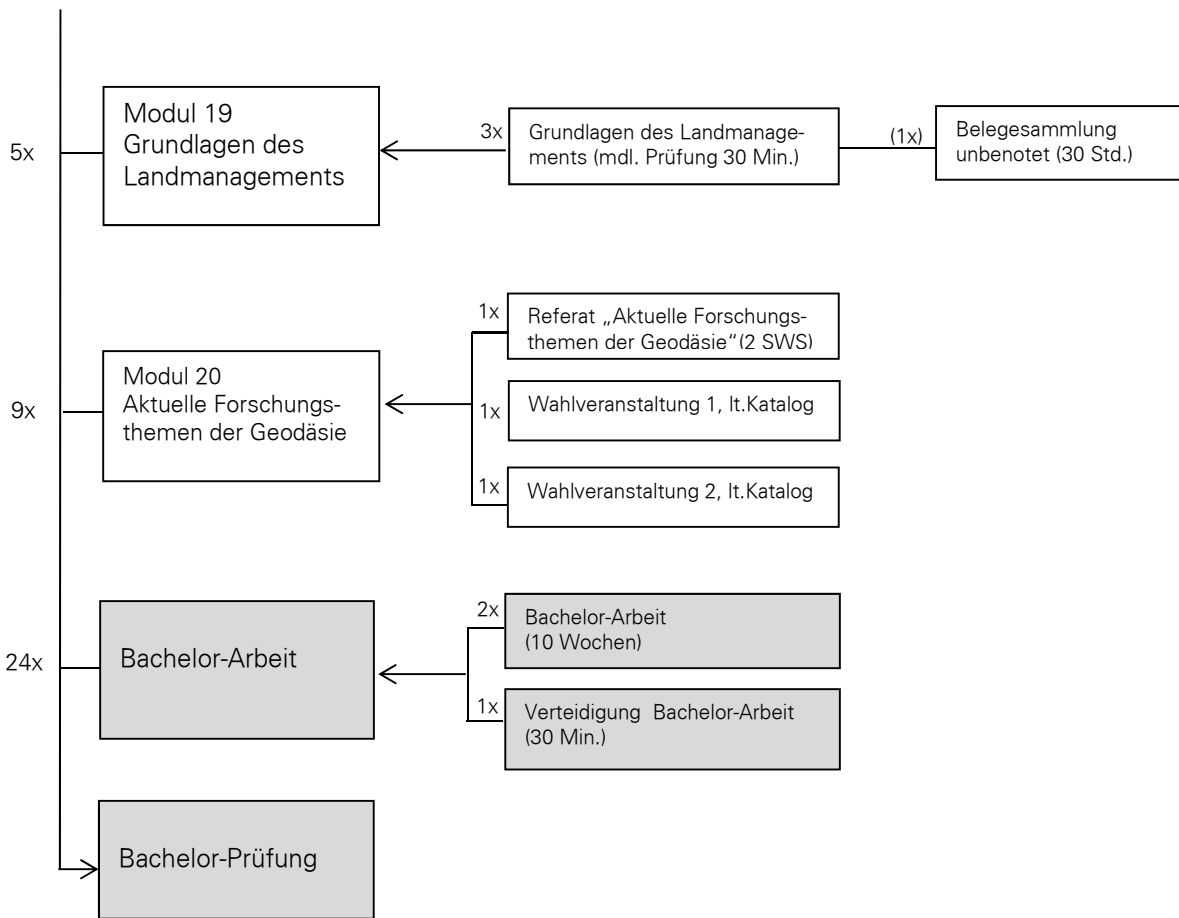 5x
Modul 19
Grundlagen des
Landmanagements
3x
Grundlagen des Landmanage-
ments (mdl. Prüfung 30 Min.)
(1x)
Belegesammlung
unbenotet (30 Std.)
9x
Modul 20
Aktuelle Forschungs-
themen der Geodäsie
1x
Referat „Aktuelle Forschungs-
themen der Geodäsie“(2 SWS)
1x
Wahlveranstaltung 1, lt.Katalog
1x
Wahlveranstaltung 2, lt.Katalog
24x
Bachelor-Arbeit
2x
Bachelor-Arbeit
(10 Wochen)
1x
Verteidigung Bachelor-Arbeit
(30 Min.)
Bachelor-Prüfung